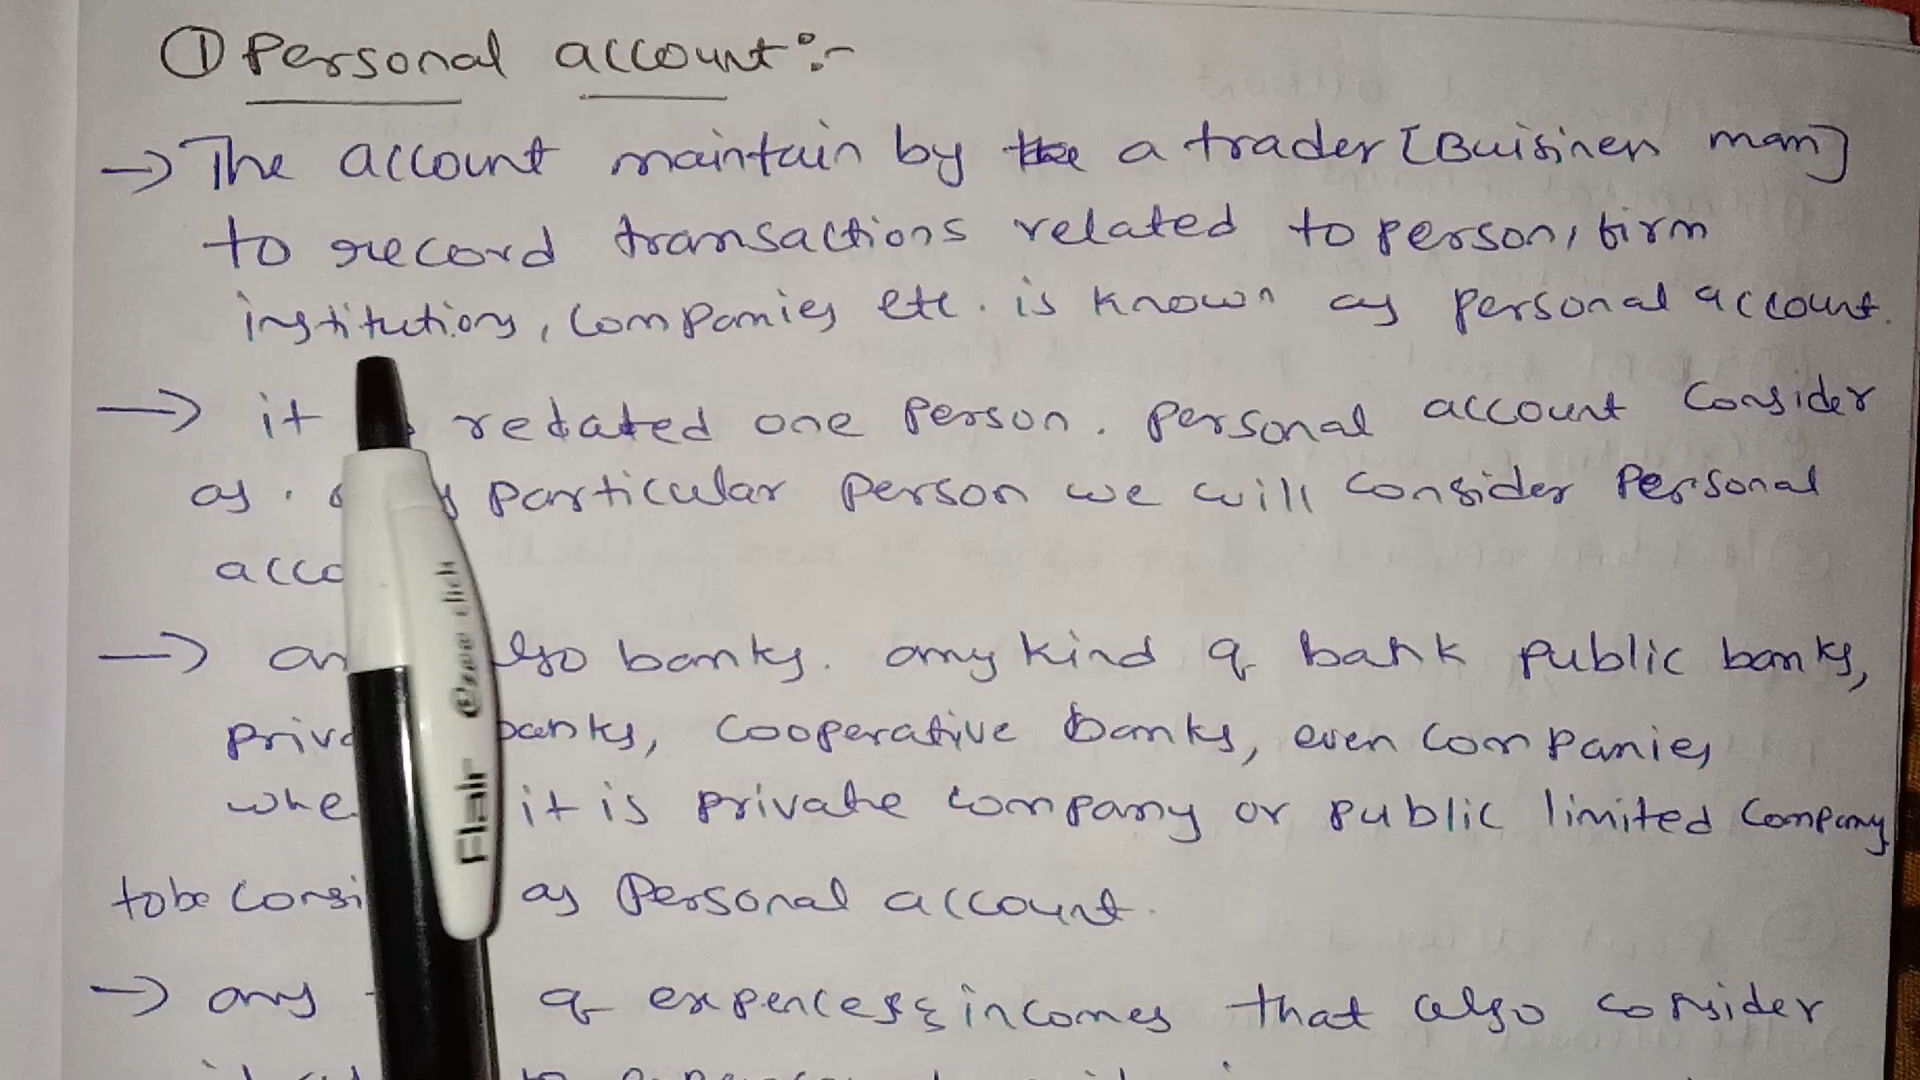 ① Personal account:-
→ The account maintain by the a trader [Buisiness man]
to record transactions related to person, firm
institutions, companies etc. is known as personal account.
→ it related one person. personal account Consider
as. particular person we will consider Personal
acco
→ an lso banks. any kind of bank public banks,
priva banks, cooperative banks, even companies
whe it is private company or public limited company
to be consi as Personal account.
→ any of expences & incomes that also consider
Flair Ezee click